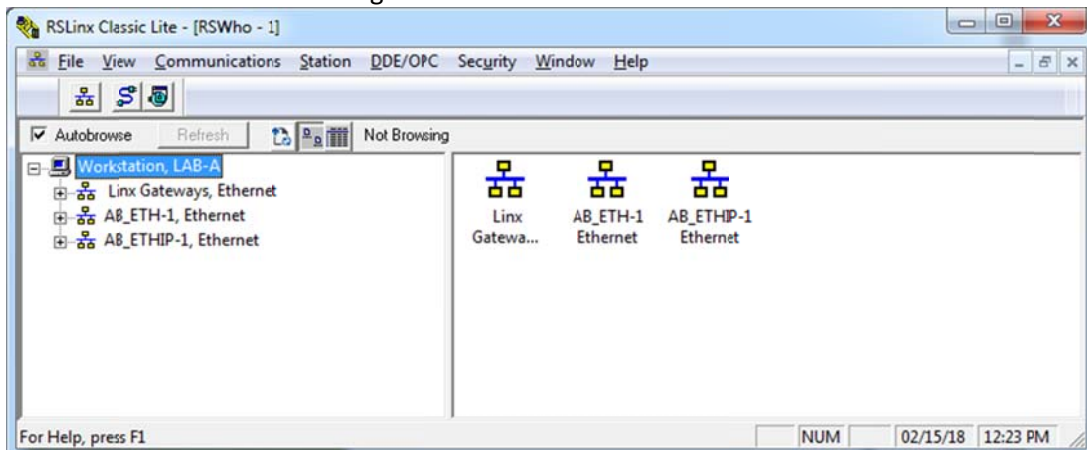 RSLinx Classic Lite - [RSWho - 1]
File View Communications Station DDE/OPC Security Window Help
Autobrowse Refresh Not Browsing
Workstation, LAB-A
Linx Gateways, Ethernet
AB_ETH-1, Ethernet
AB_ETHIP-1, Ethernet
Linx Gatewa...
AB_ETH-1 Ethernet
AB_ETHIP-1 Ethernet
For Help, press F1 NUM 02/15/18 12:23 PM